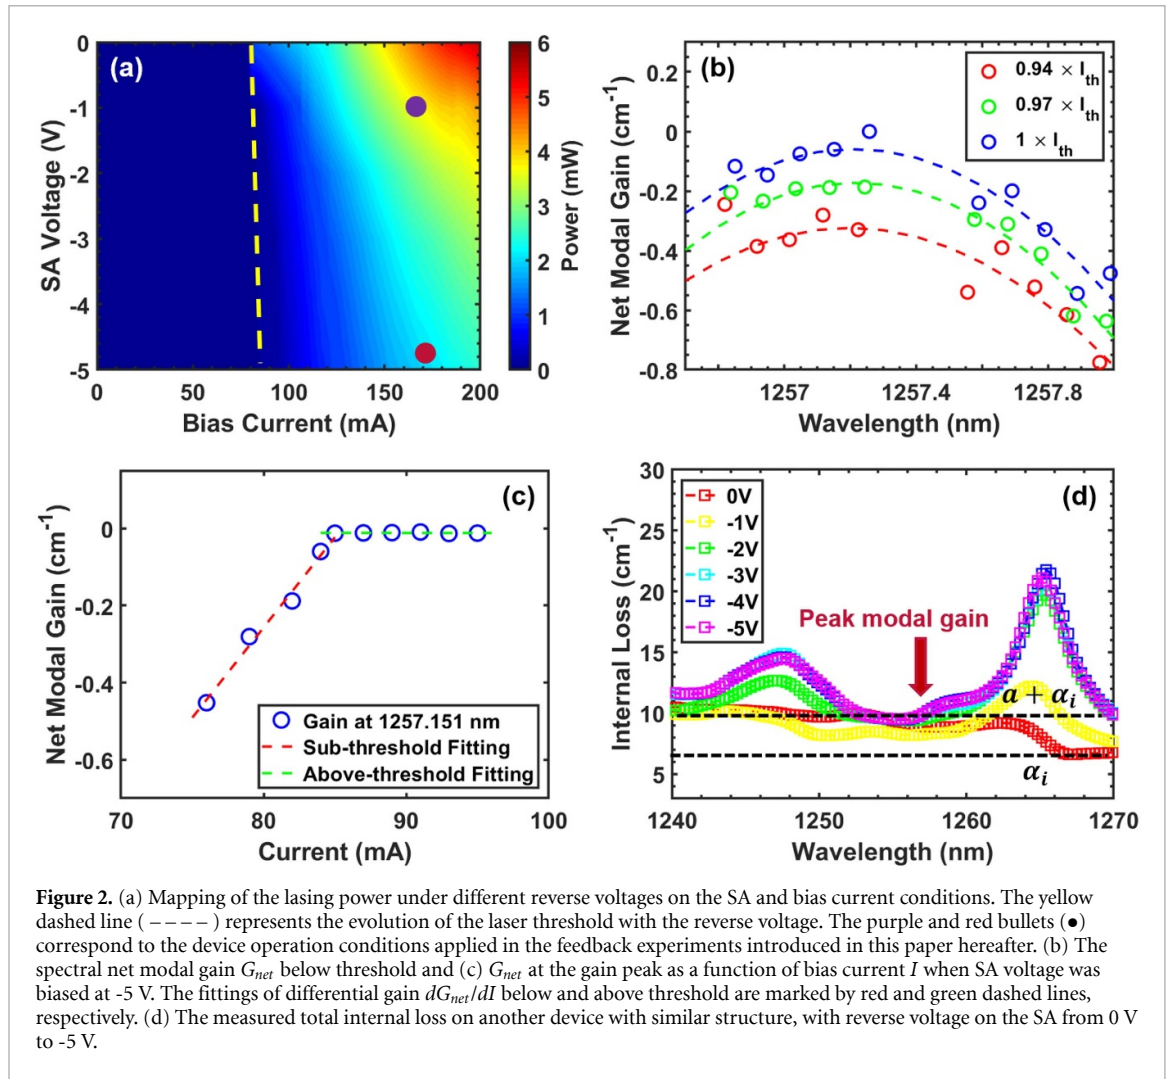 (a)
SA Voltage (V)
0
-1
-2
-3
-4
-5
0 50 100 150 200
Bias Current (mA)
6
5
4
3
2
1
0
Power (mW)
(b)
0.94 × I_th
0.97 × I_th
1 × I_th
Net Modal Gain (cm⁻¹)
0.2
0
-0.2
-0.4
-0.6
-0.8
1257 1257.4 1257.8
Wavelength (nm)
(c)
Net Modal Gain (cm⁻¹)
0
-0.2
-0.4
-0.6
Gain at 1257.151 nm
Sub-threshold Fitting
Above-threshold Fitting
70 80 90 100
Current (mA)
(d)
0V
-1V
-2V
-3V
-4V
-5V
Peak modal gain
a + α_i
α_i
Internal Loss (cm⁻¹)
30
25
20
15
10
5
1240 1250 1260 1270
Wavelength (nm)
Figure 2. (a) Mapping of the lasing power under different reverse voltages on the SA and bias current conditions. The yellow
dashed line (– – – –) represents the evolution of the laser threshold with the reverse voltage. The purple and red bullets (•)
correspond to the device operation conditions applied in the feedback experiments introduced in this paper hereafter. (b) The
spectral net modal gain G_net below threshold and (c) G_net at the gain peak as a function of bias current I when SA voltage was
biased at -5 V. The fittings of differential gain dG_net/dI below and above threshold are marked by red and green dashed lines,
respectively. (d) The measured total internal loss on another device with similar structure, with reverse voltage on the SA from 0 V
to -5 V.